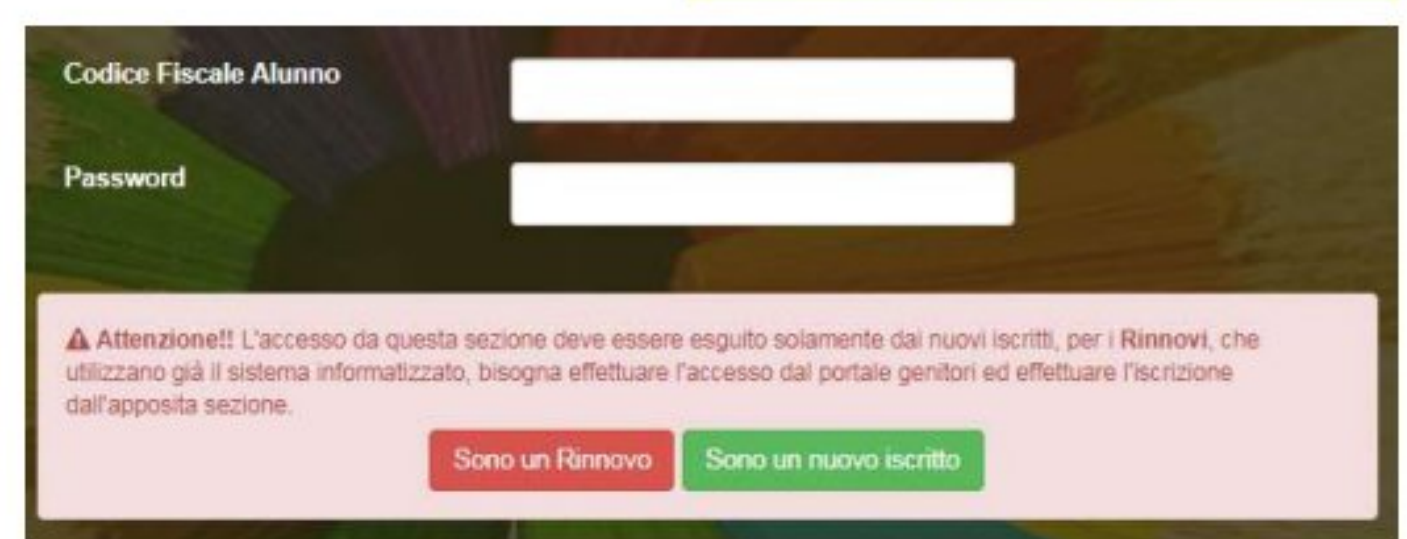 Codice Fiscale Alunno
Password
Attenzione!! L'accesso da questa sezione deve essere esguito solamente dai nuovi iscritti, per i Rinnovi, che
utilizzano già il sistema informatizzato, bisogna effettuare l'accesso dal portale genitori ed effettuare l'iscrizione
dall'apposita sezione.
Sono un Rinnovo Sono un nuovo iscritto